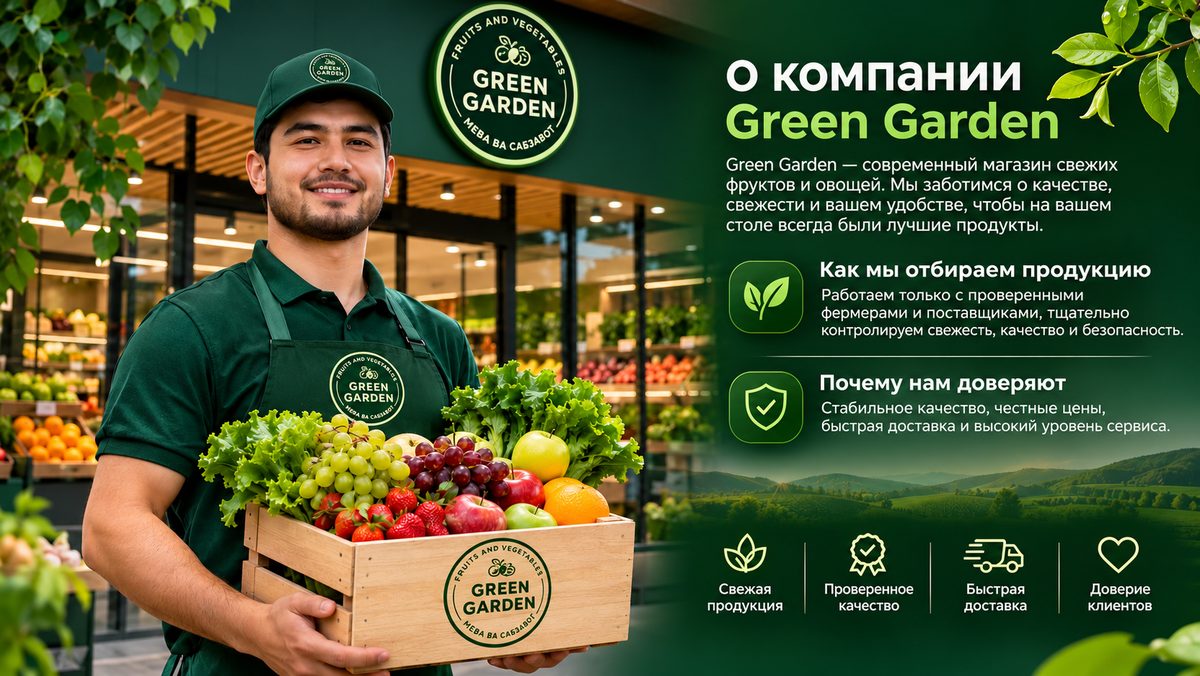 FRUITS AND VEGETABLES
GREEN
GARDEN
МЕВА ВА САБЗАВОТ
GREEN
GARDEN
FRUITS AND VEGETABLES
GREEN
GARDEN
МЕВА ВА САБЗАВОТ
FRUITS AND VEGETABLES
GREEN
GARDEN
МЕВА ВА САБЗАВОТ
О компании
Green Garden
Green Garden — современный магазин свежих
фруктов и овощей. Мы заботимся о качестве,
свежести и вашем удобстве, чтобы на вашем
столе всегда были лучшие продукты.
Как мы отбираем продукцию
Работаем только с проверенными
фермерами и поставщиками, тщательно
контролируем свежесть, качество и безопасность.
Почему нам доверяют
Стабильное качество, честные цены,
быстрая доставка и высокий уровень сервиса.
Свежая
продукция
Проверенное
качество
Быстрая
доставка
Доверие
клиентов